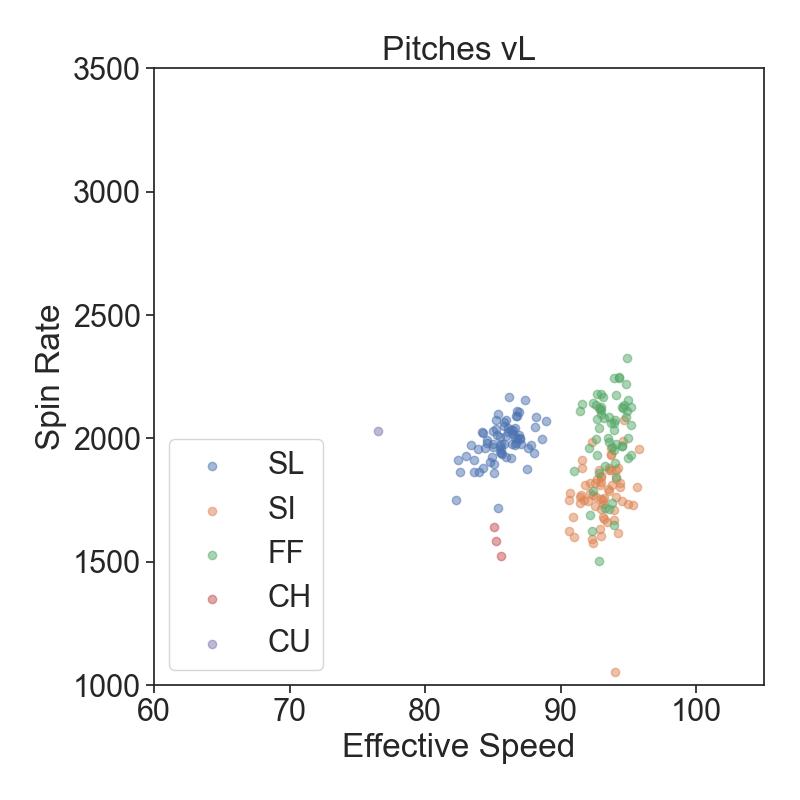 Pitches vL
3500
3000
2500
2000
1500
1000
Spin Rate
SL
SI
FF
CH
CU
60 70 80 90 100
Effective Speed